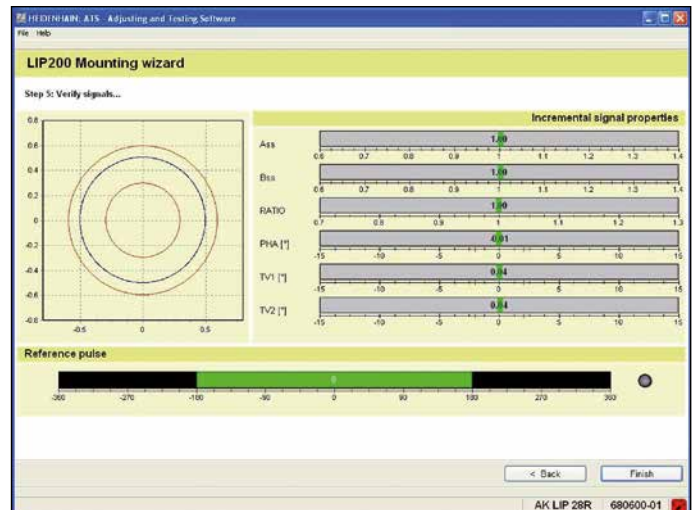 HEIDENHAIN: ATS - Adjusting and Testing Software
File Help
LIP200 Mounting wizard
Step 5: Verify signals...
Incremental signal properties
0.8
0.6
0.4
0.2
0
-0.2
-0.4
-0.6
-0.8
-0.5 0 0.5
Ass
1.00
0.6 0.7 0.8 0.9 1 1.1 1.2 1.3 1.4
Bss
1.00
0.6 0.7 0.8 0.9 1 1.1 1.2 1.3 1.4
RATIO
1.00
0.7 0.8 0.9 1 1.1 1.2 1.3
PHA [°]
-0.01
-15 -10 -5 0 5 10 15
TV1 [°]
0.04
-15 -10 -5 0 5 10 15
TV2 [°]
0.04
-15 -10 -5 0 5 10 15
Reference pulse
0
-360 -270 -180 -90 0 90 180 270 360
< Back Finish
AK LIP 28R 680600-01